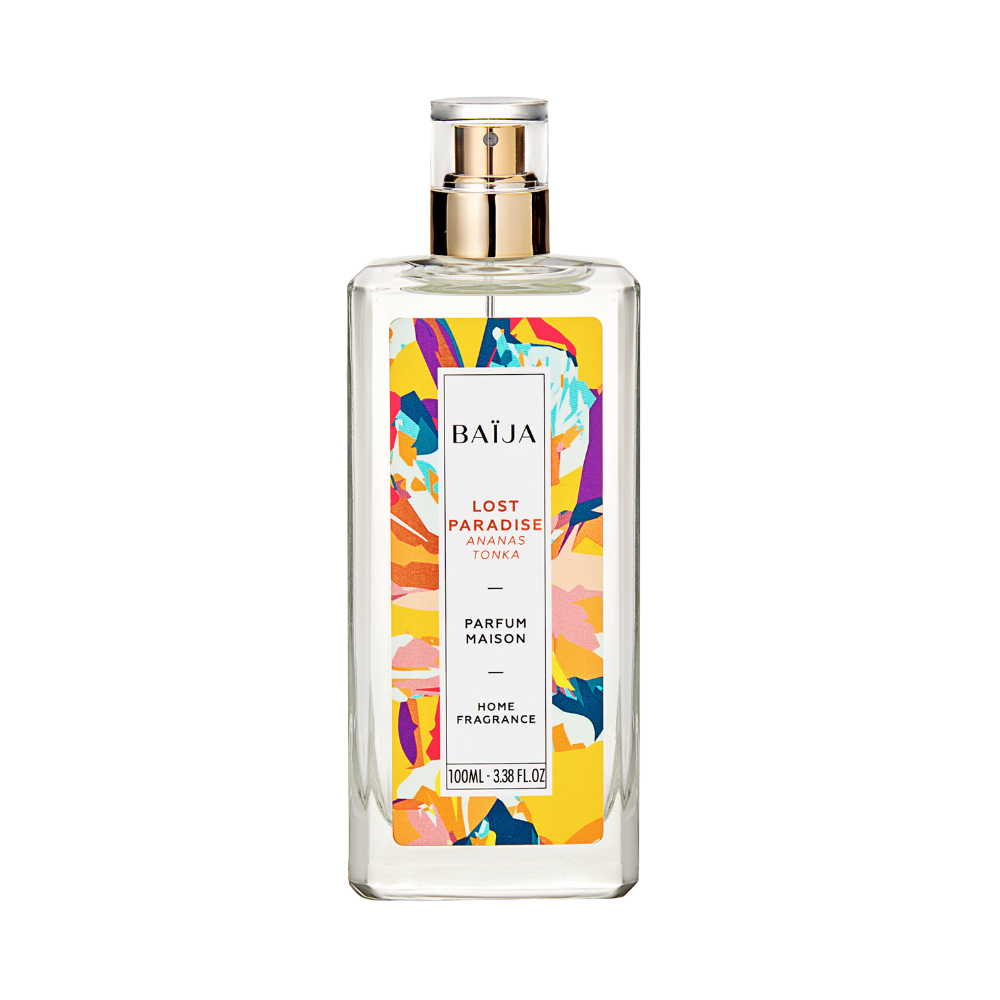 BAÏJA
LOST
PARADISE
ANANAS
TONKA
PARFUM
MAISON
HOME
FRAGRANCE
100ML - 3.38 FL.OZ